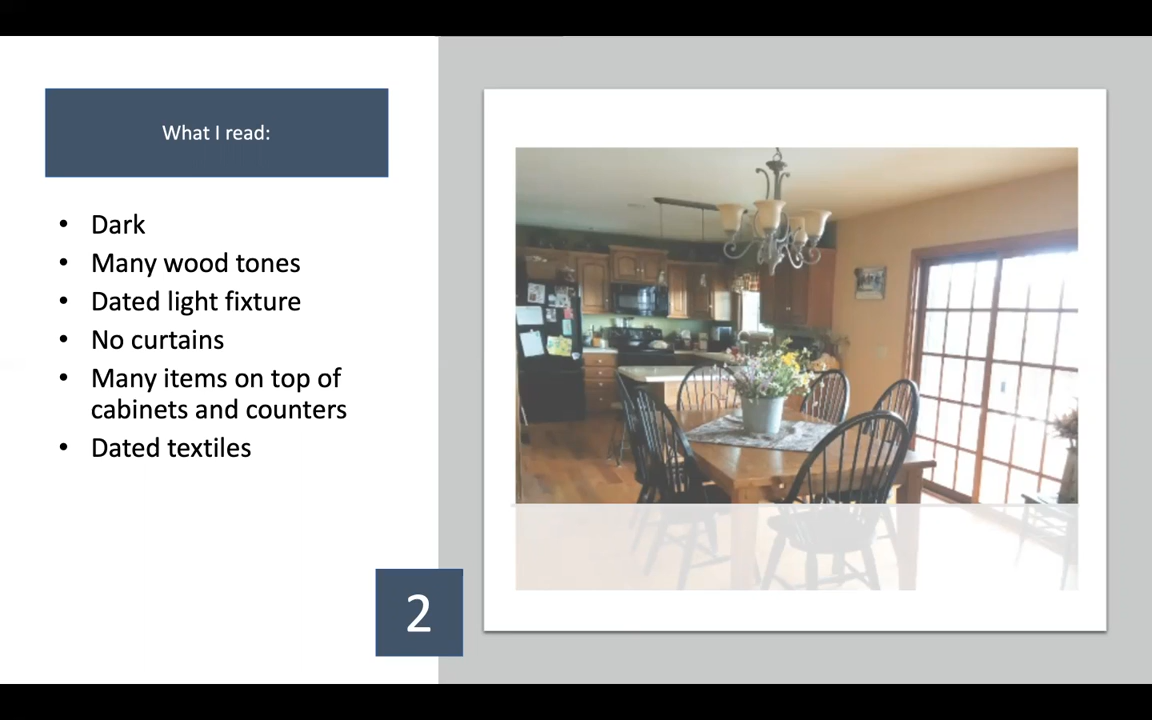 What I read:
• Dark
• Many wood tones
• Dated light fixture
• No curtains
• Many items on top of
cabinets and counters
• Dated textiles
2